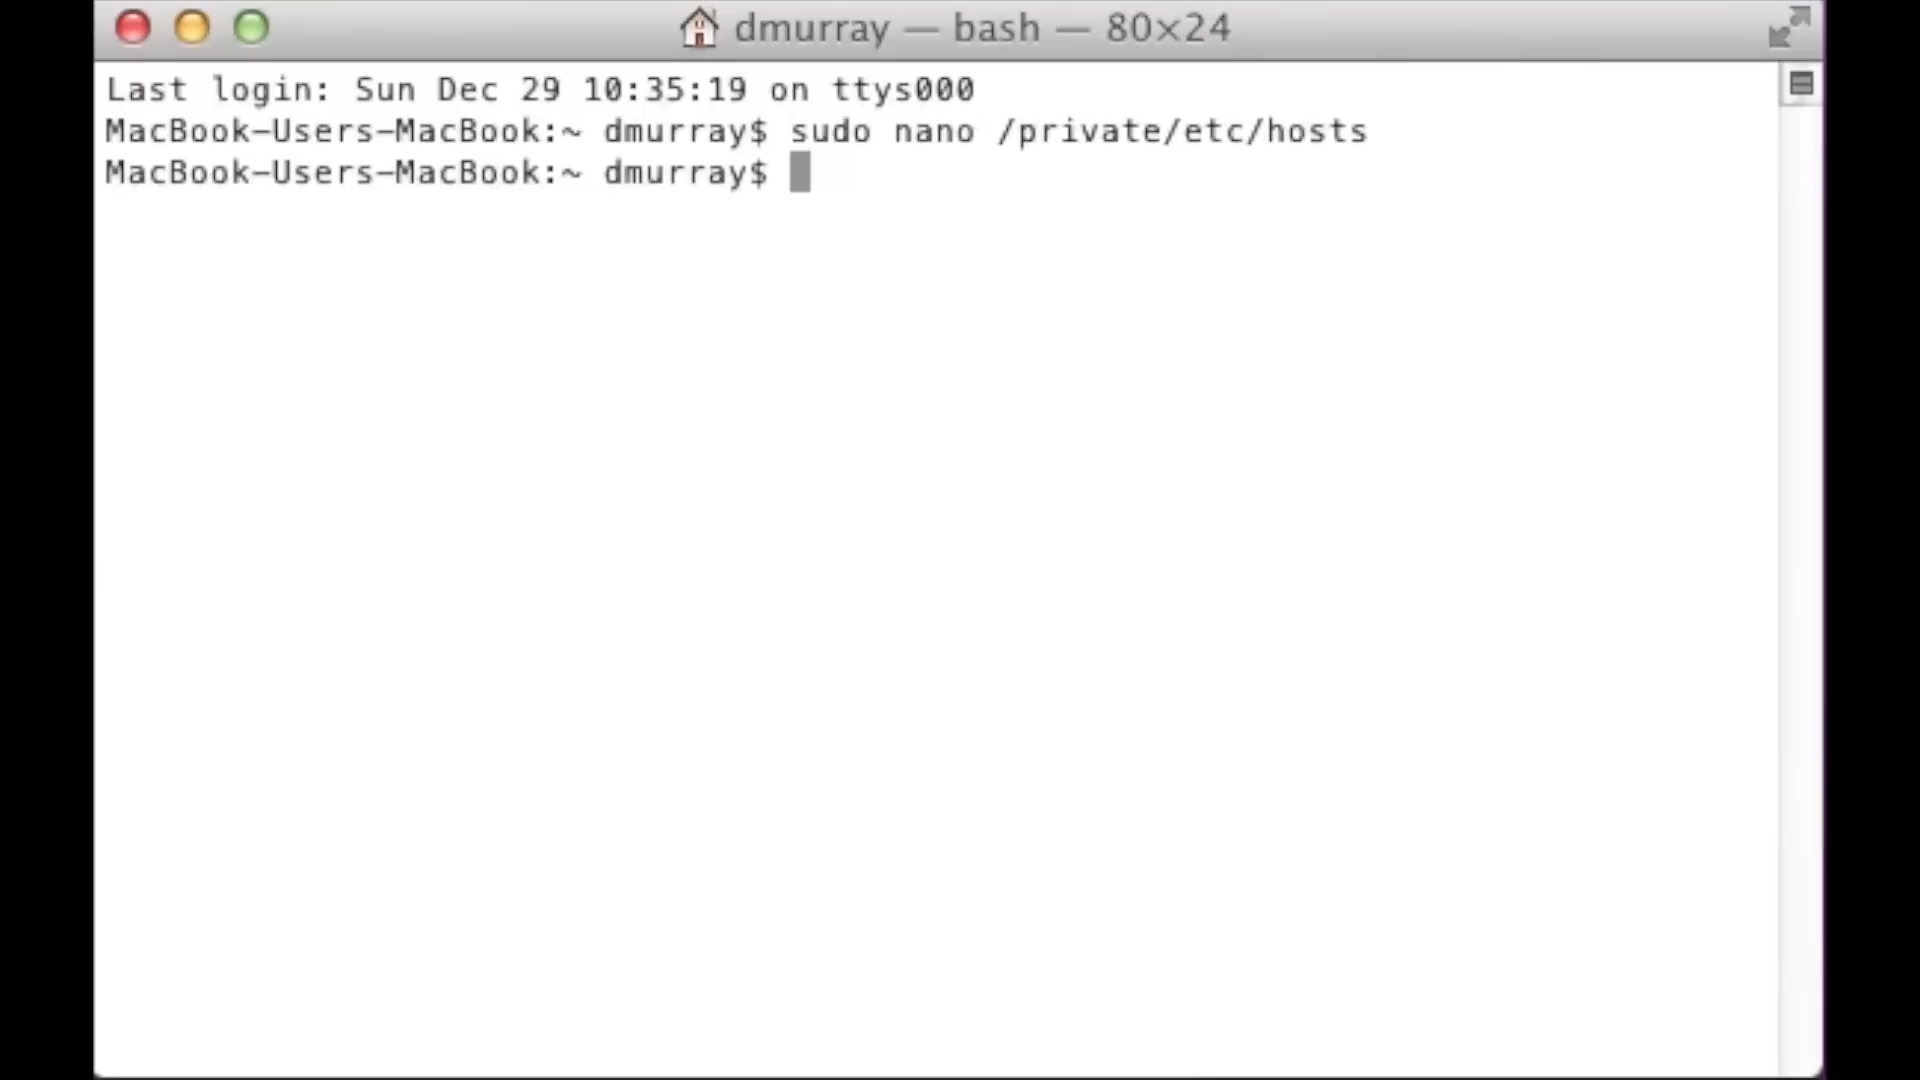 dmurray — bash — 80×24
Last login: Sun Dec 29 10:35:19 on ttys000
MacBook-Users-MacBook:~ dmurray$ sudo nano /private/etc/hosts
MacBook-Users-MacBook:~ dmurray$